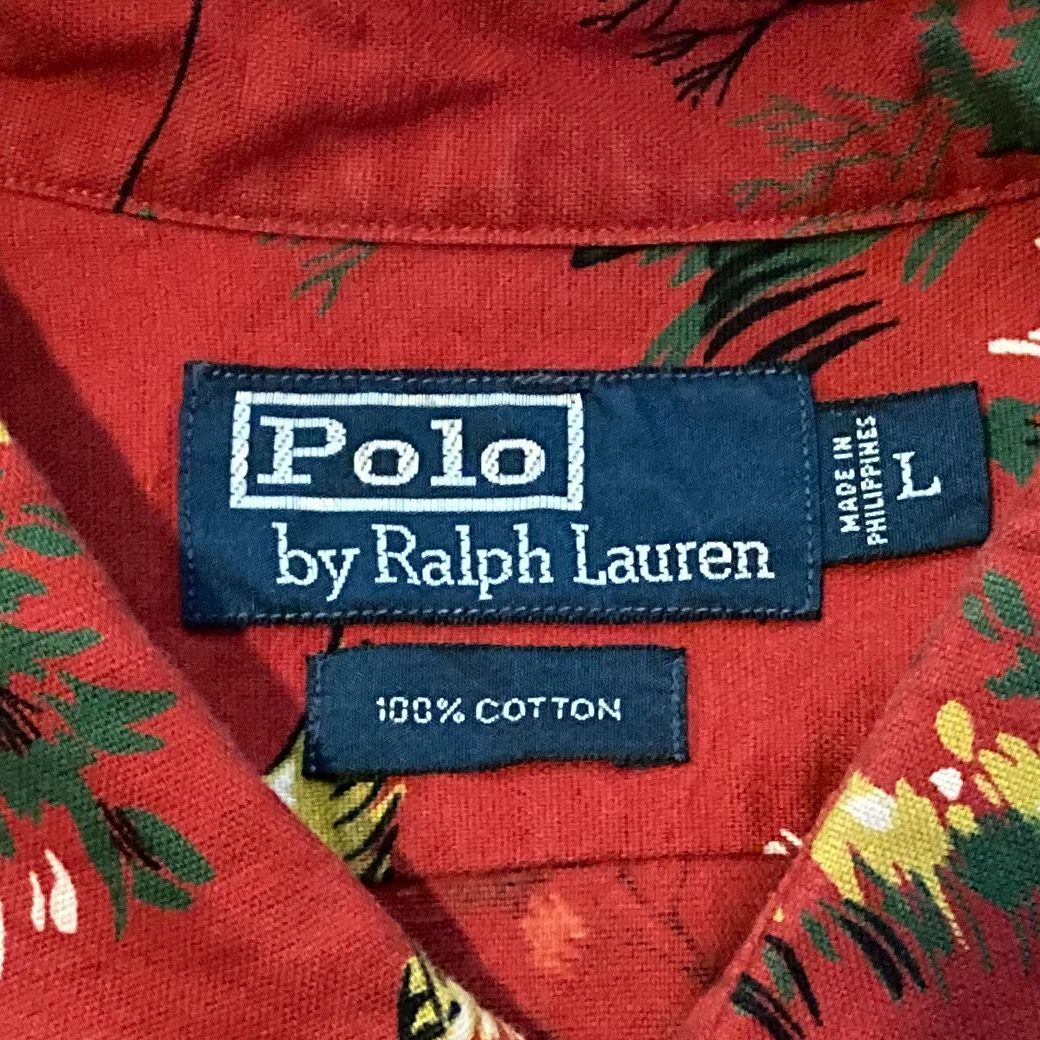 Polo
by Ralph Lauren
MADE IN
PHILIPPINES
L
100% COTTON